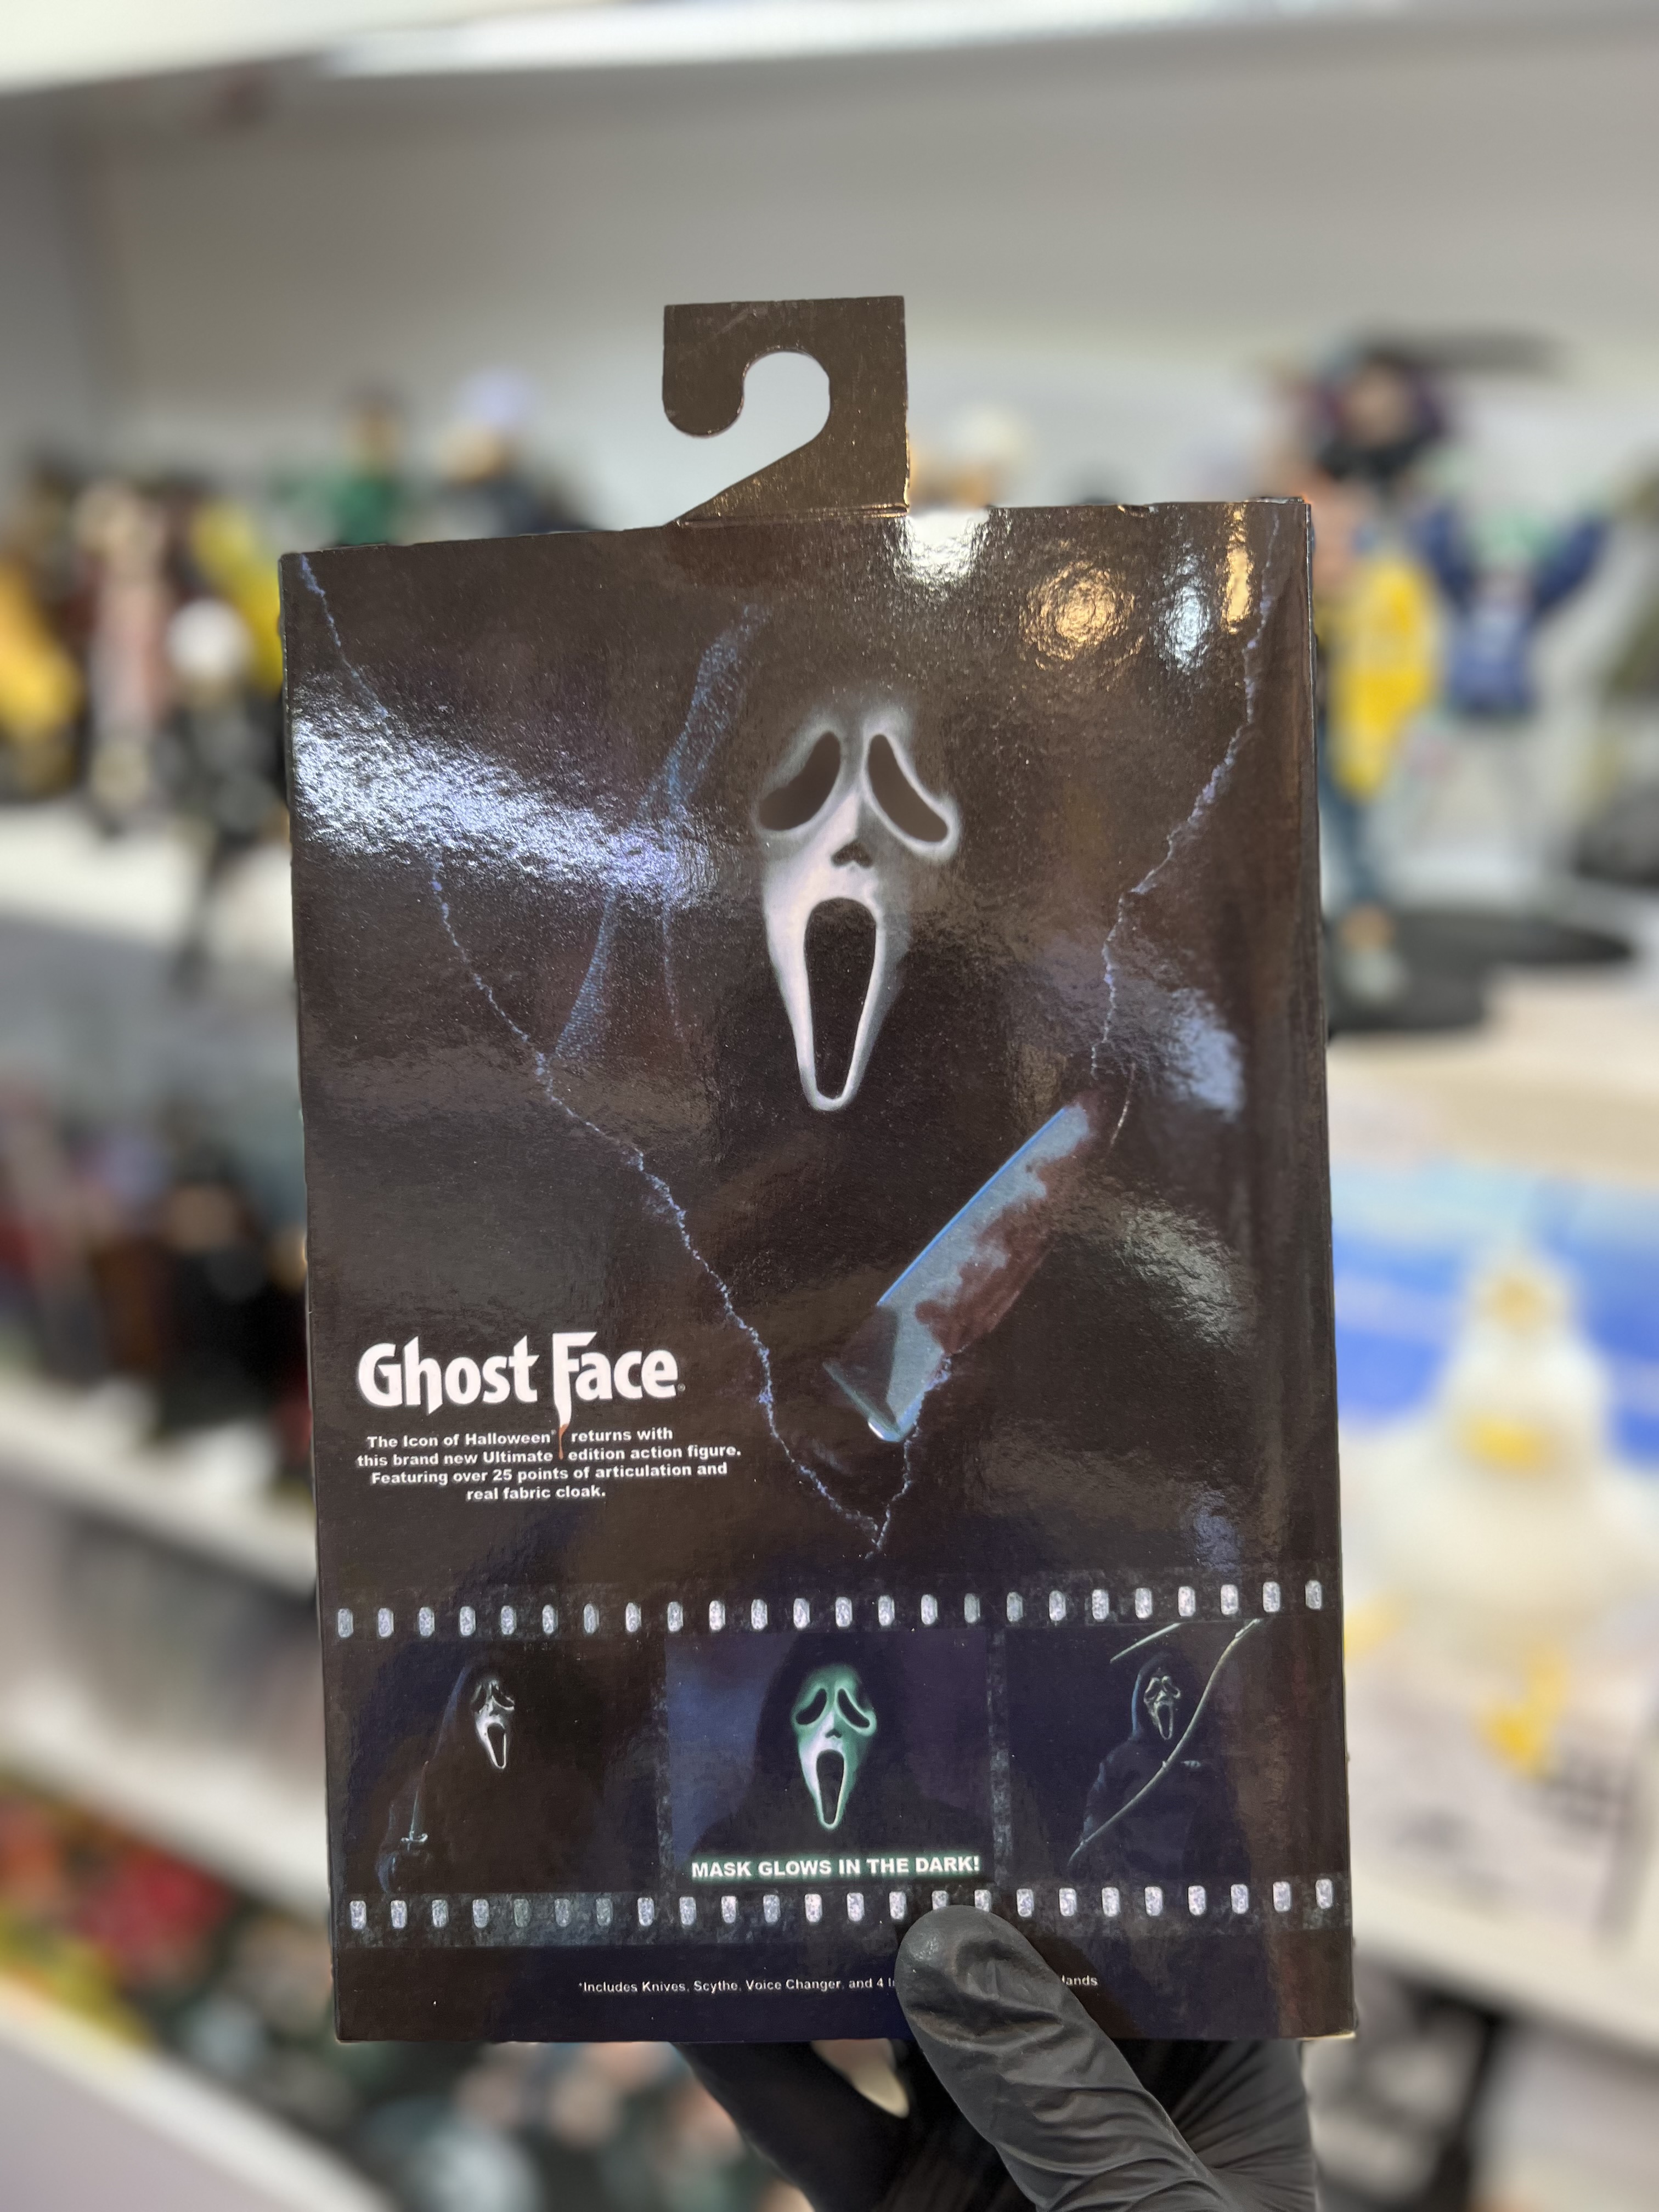 Ghost Face
The Icon of Halloween® returns with
this brand new Ultimate edition action figure.
Featuring over 25 points of articulation and
real fabric cloak.
MASK GLOWS IN THE DARK!
*Includes Knives, Scythe, Voice Changer, and 4